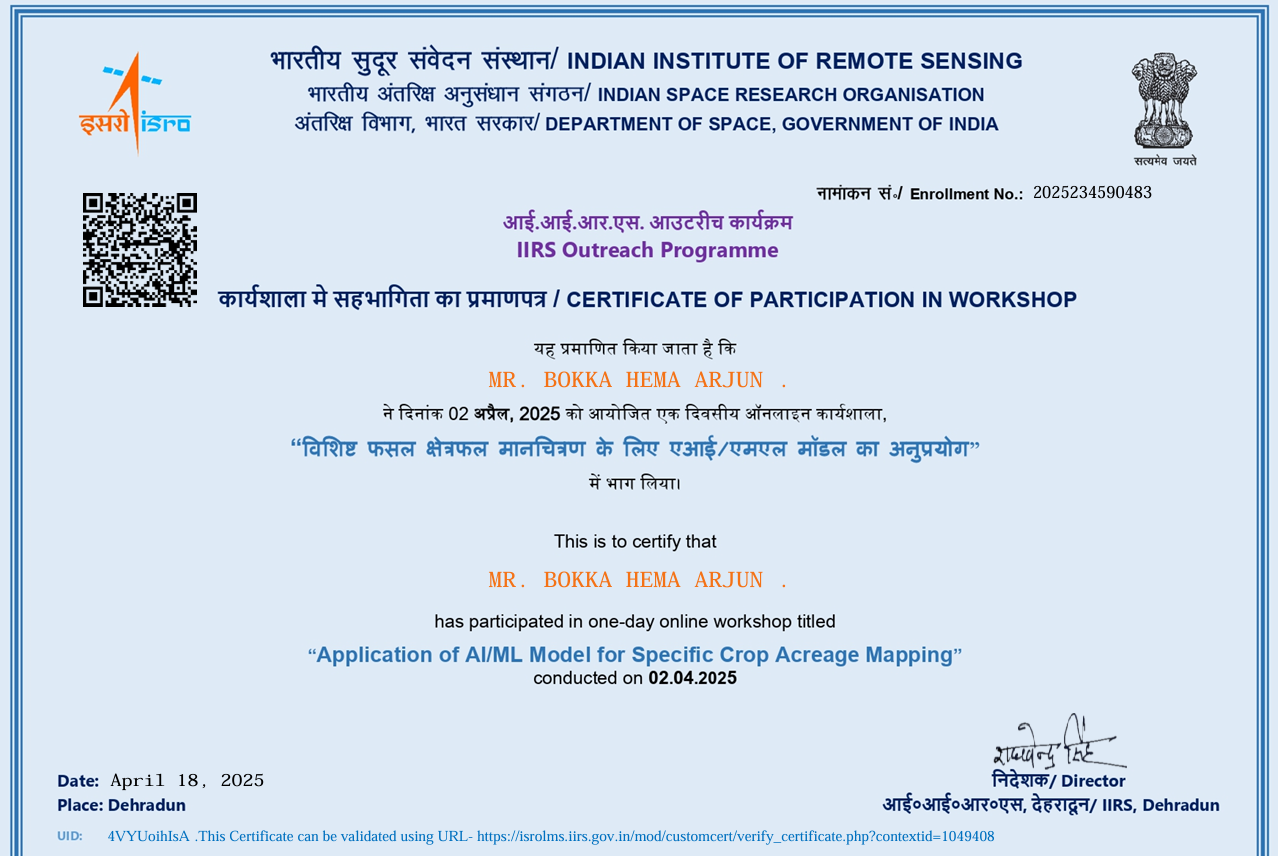 भारतीय सुदूर संवेदन संस्थान/ INDIAN INSTITUTE OF REMOTE SENSING
भारतीय अंतरिक्ष अनुसंधान संगठन/ INDIAN SPACE RESEARCH ORGANISATION
अंतरिक्ष विभाग, भारत सरकार/ DEPARTMENT OF SPACE, GOVERNMENT OF INDIA
इसरो isro
सत्यमेव जयते
नामांकन सं॰/ Enrollment No.: 2025234590483
आई.आई.आर.एस. आउटरीच कार्यक्रम
IIRS Outreach Programme
कार्यशाला मे सहभागिता का प्रमाणपत्र / CERTIFICATE OF PARTICIPATION IN WORKSHOP
यह प्रमाणित किया जाता है कि
MR. BOKKA HEMA ARJUN .
ने दिनांक 02 अप्रैल, 2025 को आयोजित एक दिवसीय ऑनलाइन कार्यशाला,
“विशिष्ट फसल क्षेत्रफल मानचित्रण के लिए एआई/एमएल मॉडल का अनुप्रयोग”
में भाग लिया।
This is to certify that
MR. BOKKA HEMA ARJUN .
has participated in one-day online workshop titled
“Application of AI/ML Model for Specific Crop Acreage Mapping”
conducted on 02.04.2025
राघवेन्द्र सिंह
निदेशक/ Director
आई०आई०आर०एस, देहरादून/ IIRS, Dehradun
Date: April 18, 2025
Place: Dehradun
UID: 4VYUoihIsA .This Certificate can be validated using URL- https://isrolms.iirs.gov.in/mod/customcert/verify_certificate.php?contextid=1049408